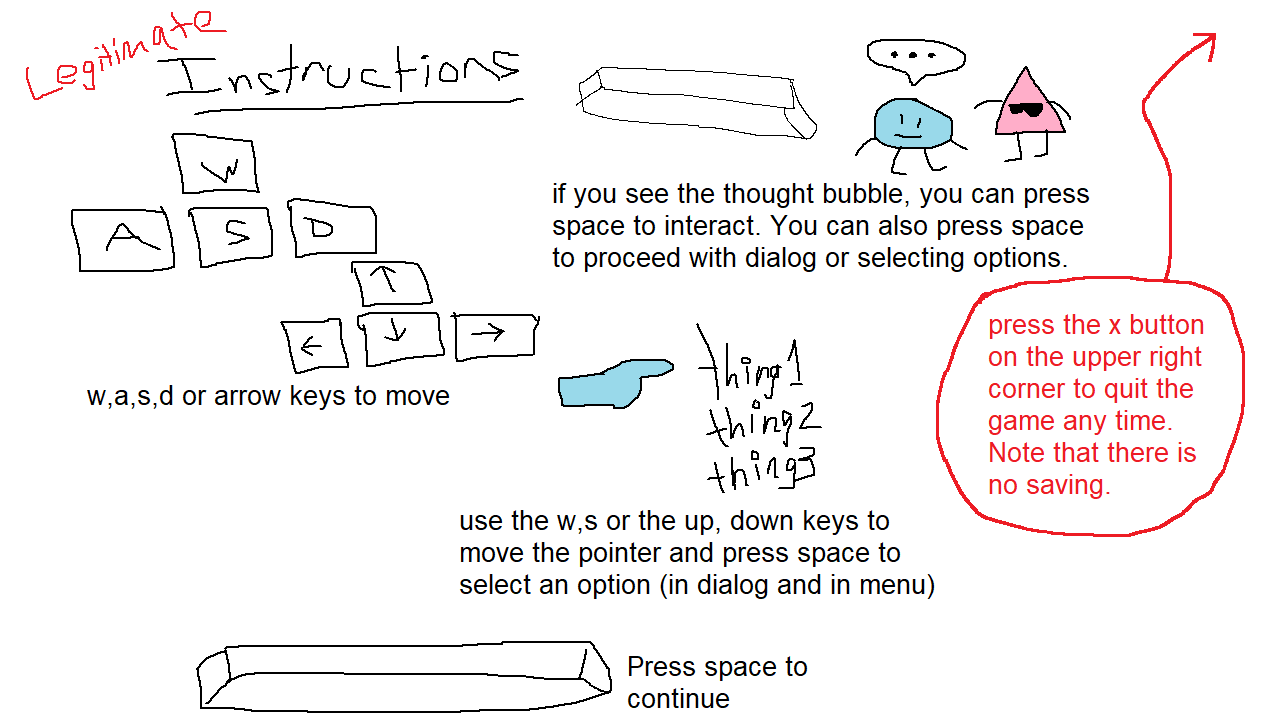 Legitimate
Instructions
W
A S D
↑
← ↓ →
w,a,s,d or arrow keys to move
...
if you see the thought bubble, you can press
space to interact. You can also press space
to proceed with dialog or selecting options.
thing1
thing2
thing3
use the w,s or the up, down keys to
move the pointer and press space to
select an option (in dialog and in menu)
press the x button
on the upper right
corner to quit the
game any time.
Note that there is
no saving.
Press space to
continue